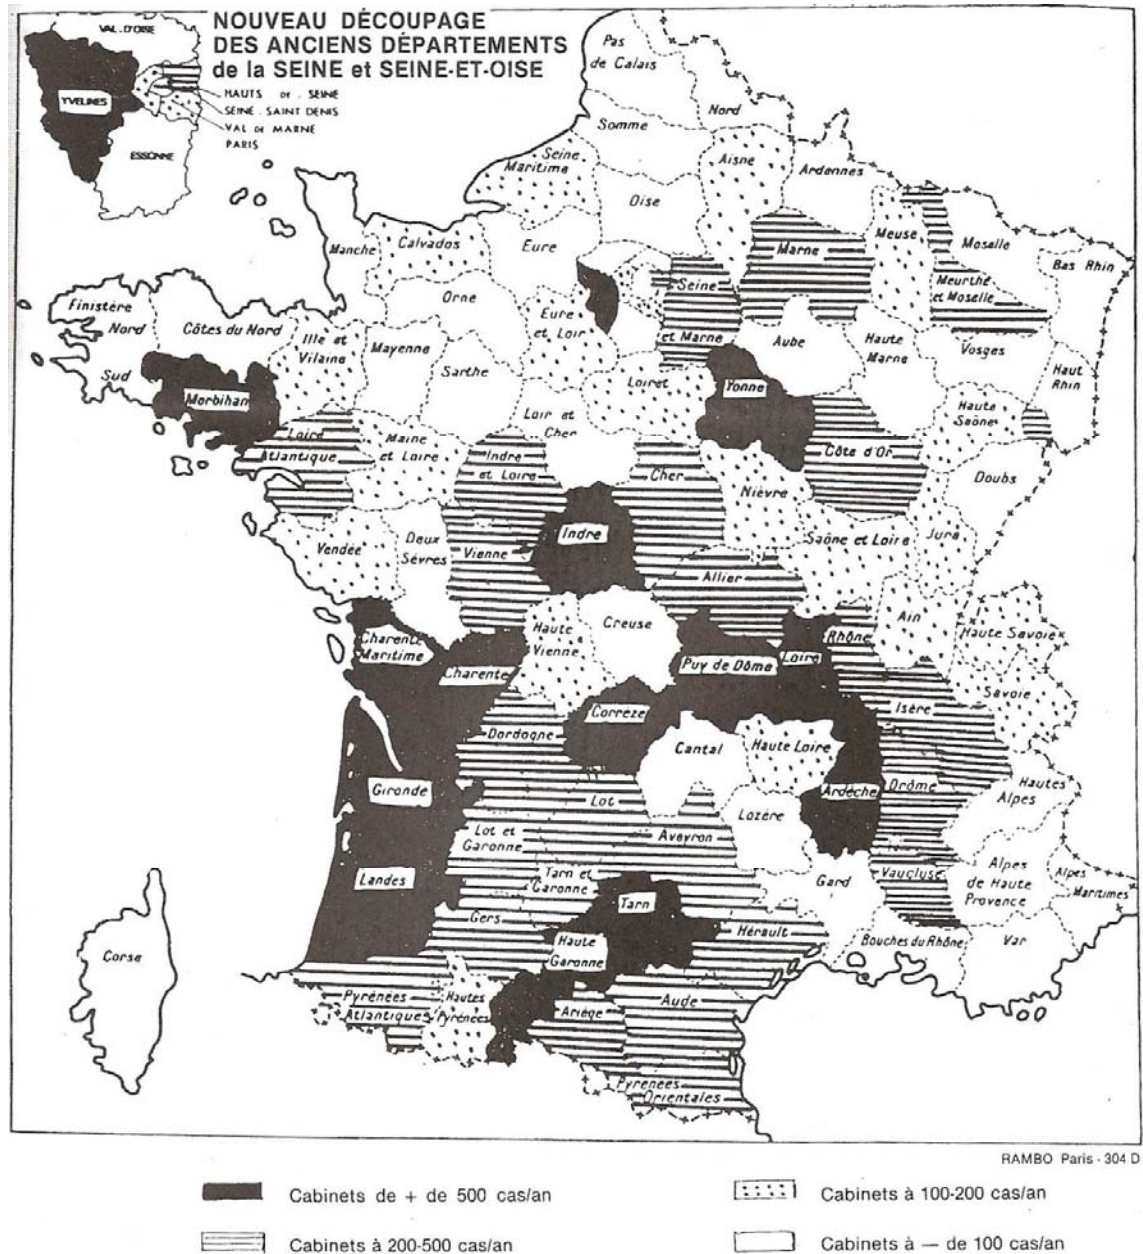 NOUVEAU DÉCOUPAGE
DES ANCIENS DÉPARTEMENTS
de la SEINE et SEINE-ET-OISE
VAL-D'OISE
YVELINES
HAUTS DE SEINE
SEINE SAINT DENIS
VAL DE MARNE
PARIS
ESSONNE
Pas
de Calais
Nord
Somme
Seine
Maritime
Aisne
Ardennes
Oise
Manche
Calvados
Eure
Marne
Meuse
Moselle
Meurthe
et Moselle
Bas Rhin
Seine
et Marne
Finistère
Nord
Sud
Côtes du Nord
Ille et
Vilaine
Mayenne
Orne
Eure
et Loir
Sarthe
Aube
Haute
Marne
Vosges
Haut
Rhin
Morbihan
Loiret
Yonne
Loir et
Cher
Haute
Saône
Loire
Atlantique
Maine
et Loire
Indre
et Loire
Cher
Nièvre
Côte d'Or
Doubs
Vendée
Deux
Sèvres
Vienne
Indre
Allier
Saône et Loire
Jura
Charente
Maritime
Charente
Haute
Vienne
Creuse
Puy de Dôme
Loire
Rhône
Ain
Haute Savoie
Savoie
Isère
Corrèze
Dordogne
Cantal
Haute Loire
Gironde
Lot
Ardèche
Drôme
Hautes
Alpes
Lot et
Garonne
Aveyron
Lozère
Landes
Tarn et
Garonne
Tarn
Gard
Vaucluse
Alpes
de Haute
Provence
Alpes
Maritimes
Gers
Haute
Garonne
Hérault
Bouches du Rhône
Var
Corse
Pyrénées
Atlantiques
Hautes
Pyrénées
Ariège
Aude
Pyrénées
Orientales
RAMBO Paris - 304 D
Cabinets de + de 500 cas/an
Cabinets à 100-200 cas/an
Cabinets à 200-500 cas/an
Cabinets à — de 100 cas/an